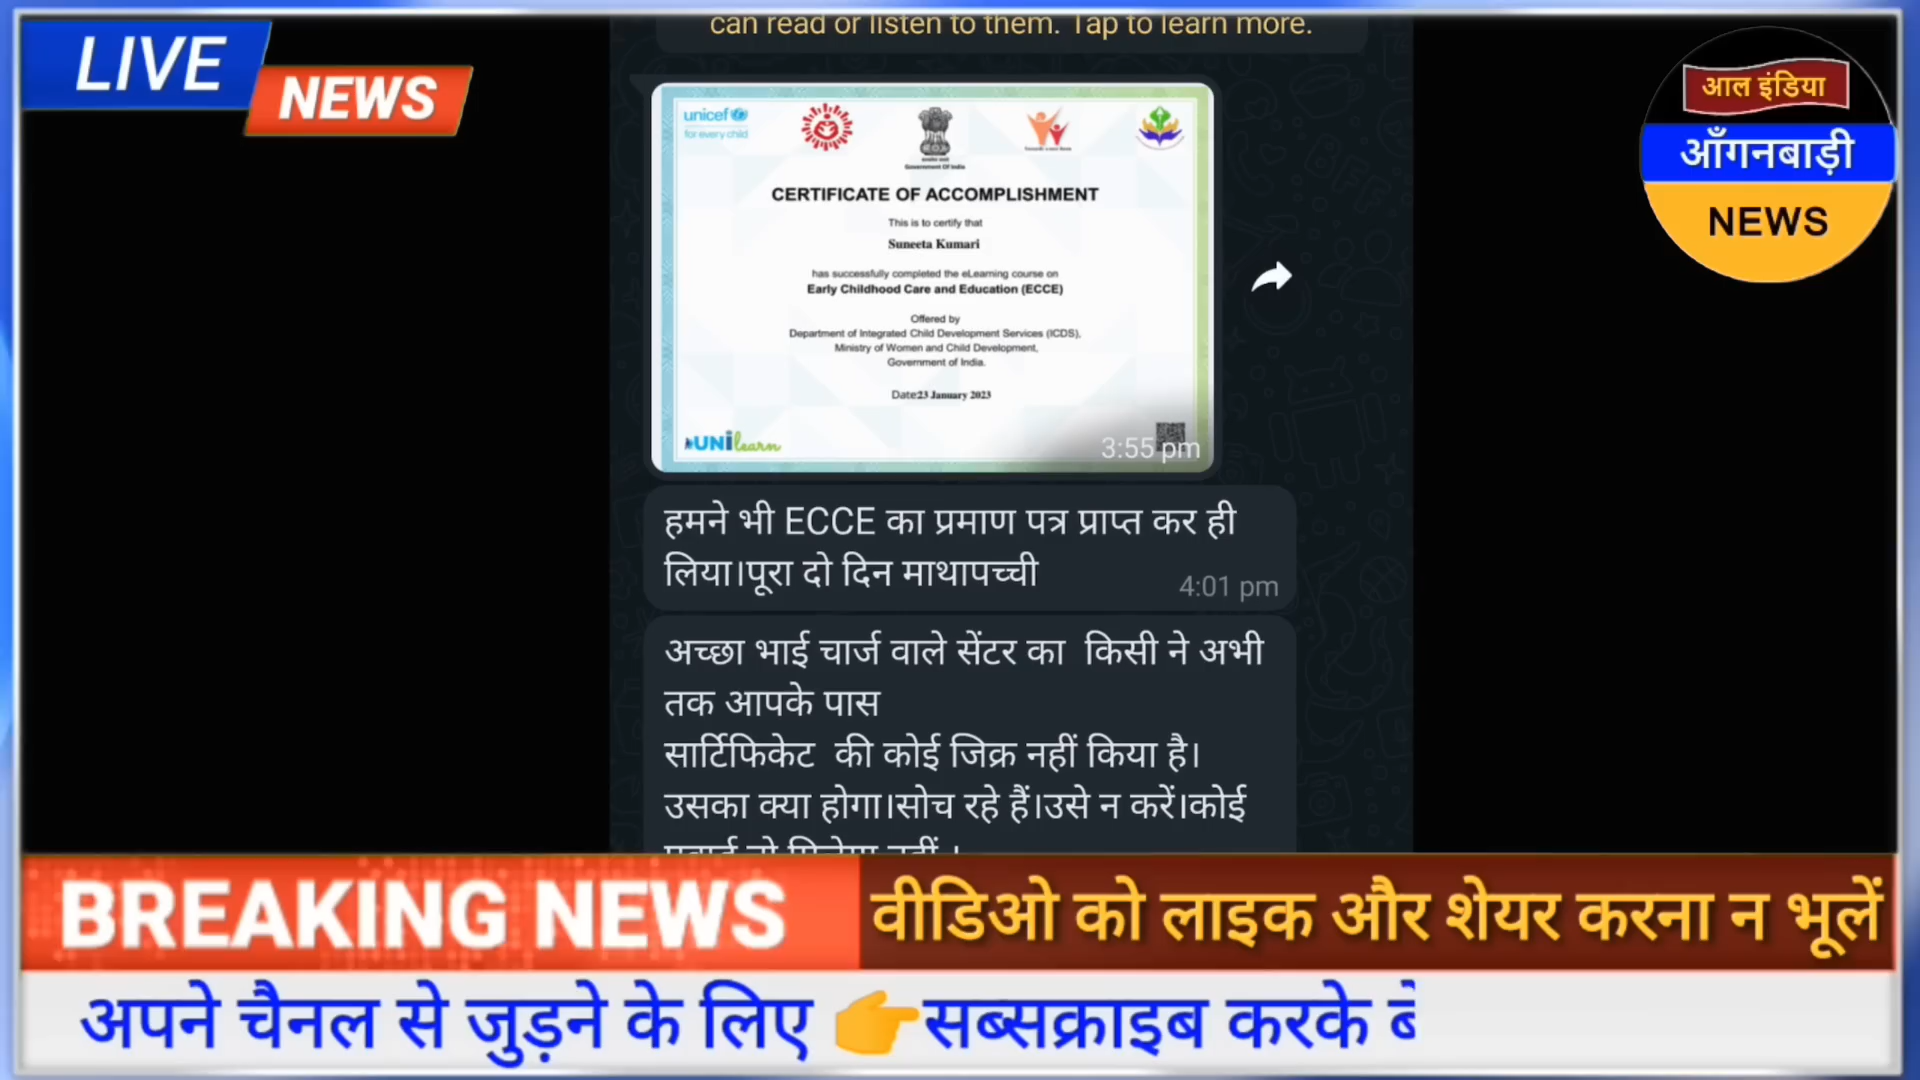 can read or listen to them. Tap to learn more.
LIVE
NEWS
आल इंडिया
आँगनबाड़ी
NEWS
unicef
for every child
Government Of India
CERTIFICATE OF ACCOMPLISHMENT
This is to certify that
Suneeta Kumari
has successfully completed the eLearning course on
Early Childhood Care and Education (ECCE)
Offered by
Department of Integrated Child Development Services (ICDS),
Ministry of Women and Child Development,
Government of India.
Date:23 January 2023
UNilearn
3:55 pm
हमने भी ECCE का प्रमाण पत्र प्राप्त कर ही
लिया।पूरा दो दिन माथापच्ची
4:01 pm
अच्छा भाई चार्ज वाले सेंटर का किसी ने अभी
तक आपके पास
सार्टिफिकेट की कोई जिक्र नहीं किया है।
उसका क्या होगा।सोच रहे हैं।उसे न करें।कोई
BREAKING NEWS
वीडिओ को लाइक और शेयर करना न भूलें
अपने चैनल से जुड़ने के लिए 👉सब्सक्राइब करके